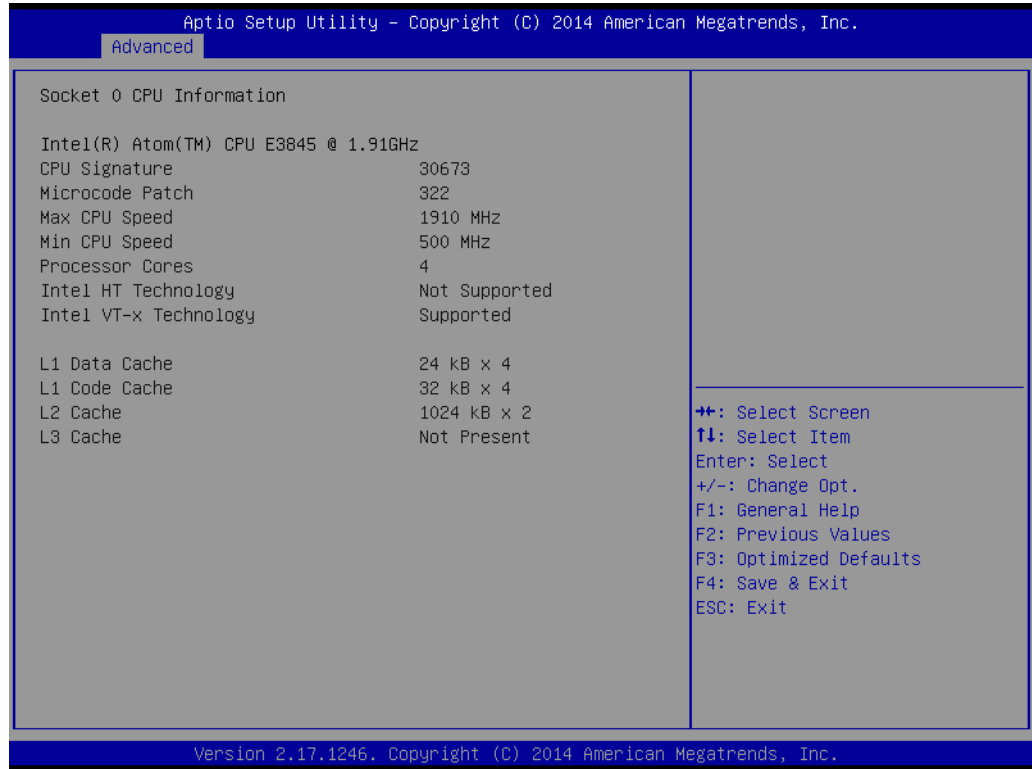 Aptio Setup Utility – Copyright (C) 2014 American Megatrends, Inc.
Advanced
Socket 0 CPU Information
Intel(R) Atom(TM) CPU E3845 @ 1.91GHz
CPU Signature 30673
Microcode Patch 322
Max CPU Speed 1910 MHz
Min CPU Speed 500 MHz
Processor Cores 4
Intel HT Technology Not Supported
Intel VT-x Technology Supported
L1 Data Cache 24 kB x 4
L1 Code Cache 32 kB x 4
L2 Cache 1024 kB x 2
L3 Cache Not Present
→←: Select Screen
↑↓: Select Item
Enter: Select
+/-: Change Opt.
F1: General Help
F2: Previous Values
F3: Optimized Defaults
F4: Save & Exit
ESC: Exit
Version 2.17.1246. Copyright (C) 2014 American Megatrends, Inc.